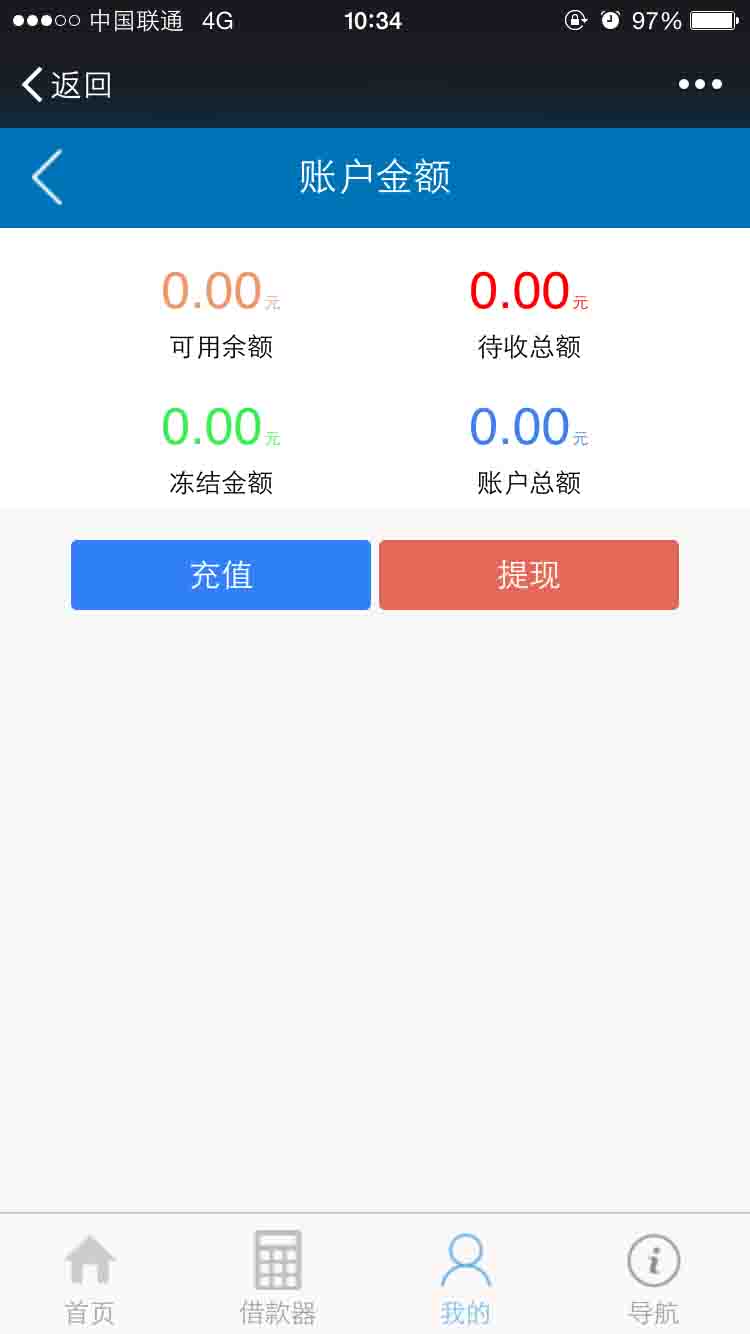 中国联通 4G 10:34 97%
返回
账户金额
0.00元 0.00元
可用余额 待收总额
0.00元 0.00元
冻结金额 账户总额
充值 提现
首页 借款器 我的 导航